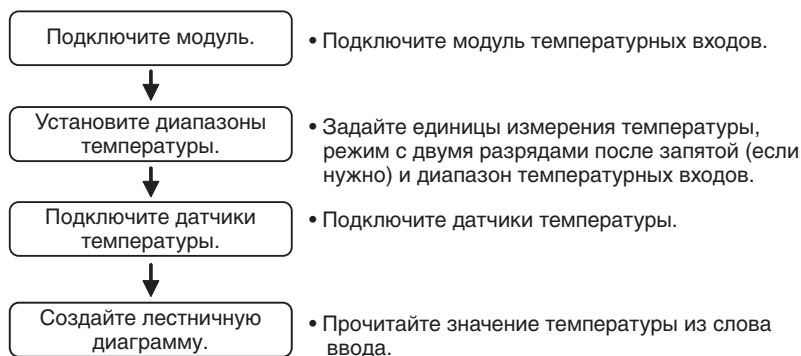 Подключите модуль.
• Подключите модуль температурных входов.
Установите диапазоны
температуры.
• Задайте единицы измерения температуры,
режим с двумя разрядами после запятой (если
нужно) и диапазон температурных входов.
Подключите датчики
температуры.
• Подключите датчики температуры.
Создайте лестничную
диаграмму.
• Прочитайте значение температуры из слова
ввода.